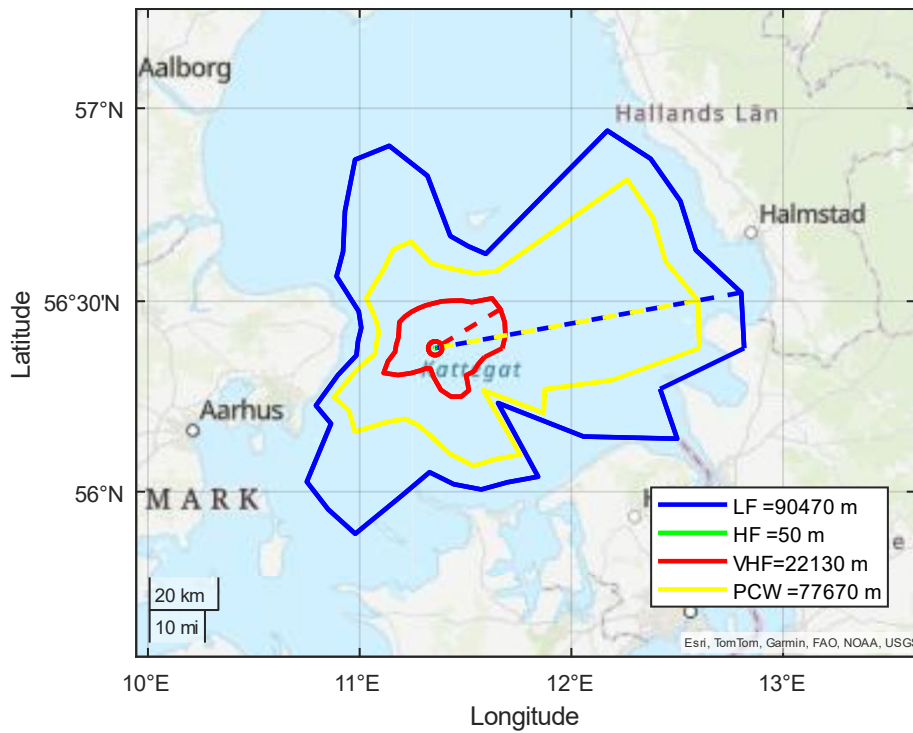 Aalborg
57°N
Hallands Län
Halmstad
56°30'N
Kattegat
Aarhus
56°N
MARK
H
LF =90470 m
HF =50 m
VHF=22130 m
PCW =77670 m
e
20 km
10 mi
Esri, TomTom, Garmin, FAO, NOAA, USGS
10°E
11°E
12°E
13°E
Longitude
Latitude